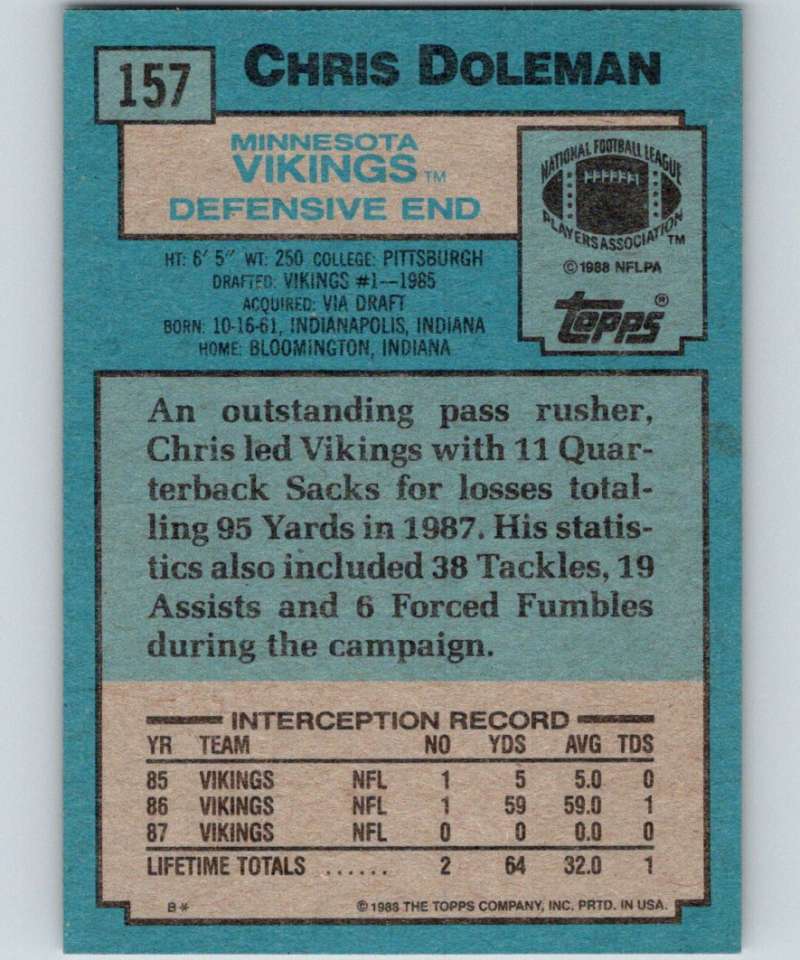 157
CHRIS DOLEMAN
MINNESOTA
VIKINGS™
DEFENSIVE END
NATIONAL FOOTBALL LEAGUE
PLAYERS ASSOCIATION™
©1988 NFLPA
topps®
HT: 6' 5" WT: 250 COLLEGE: PITTSBURGH
DRAFTED: VIKINGS #1—1985
ACQUIRED: VIA DRAFT
BORN: 10-16-61, INDIANAPOLIS, INDIANA
HOME: BLOOMINGTON, INDIANA
An outstanding pass rusher,
Chris led Vikings with 11 Quar-
terback Sacks for losses total-
ling 95 Yards in 1987. His statis-
tics also included 38 Tackles, 19
Assists and 6 Forced Fumbles
during the campaign.
INTERCEPTION RECORD
YR TEAM NO YDS AVG TDS
85 VIKINGS NFL 1 5 5.0 0
86 VIKINGS NFL 1 59 59.0 1
87 VIKINGS NFL 0 0 0.0 0
LIFETIME TOTALS ...... 2 64 32.0 1
B* ©1988 THE TOPPS COMPANY, INC. PRTD. IN USA.